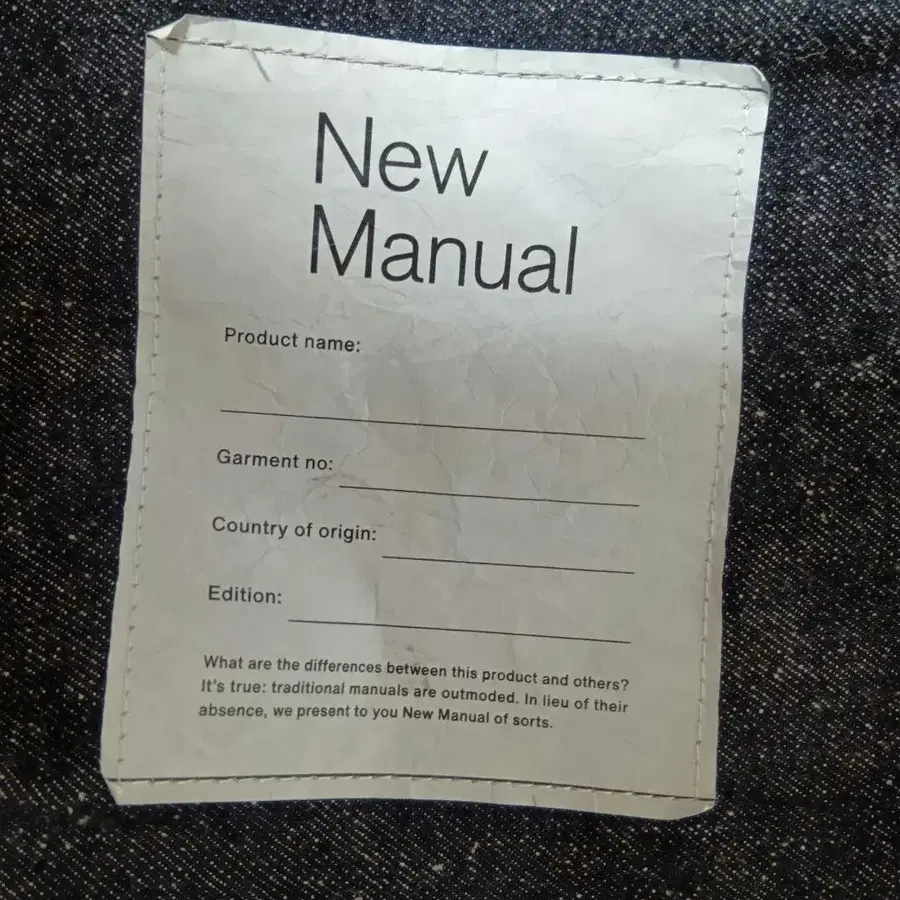 New
Manual
Product name:
Garment no:
Country of origin:
Edition:
What are the differences between this product and others?
It's true: traditional manuals are outmoded. In lieu of their
absence, we present to you New Manual of sorts.